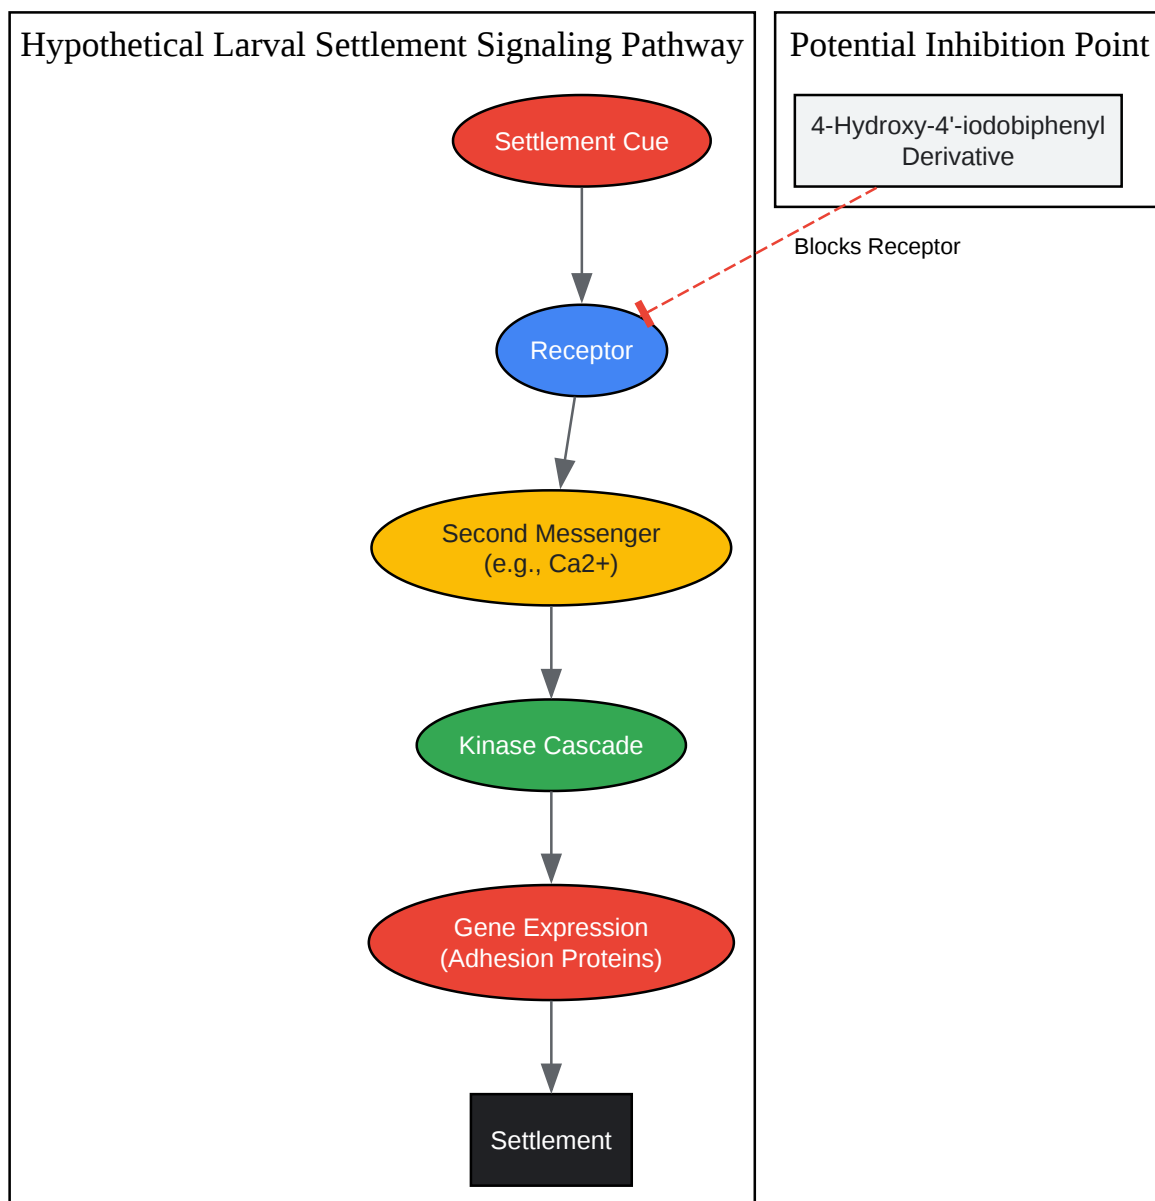 Hypothetical Larval Settlement Signaling Pathway
Potential Inhibition Point
Settlement Cue
4-Hydroxy-4'-iodobiphenyl
Derivative
Blocks Receptor
Receptor
Second Messenger
(e.g., Ca2+)
Kinase Cascade
Gene Expression
(Adhesion Proteins)
Settlement